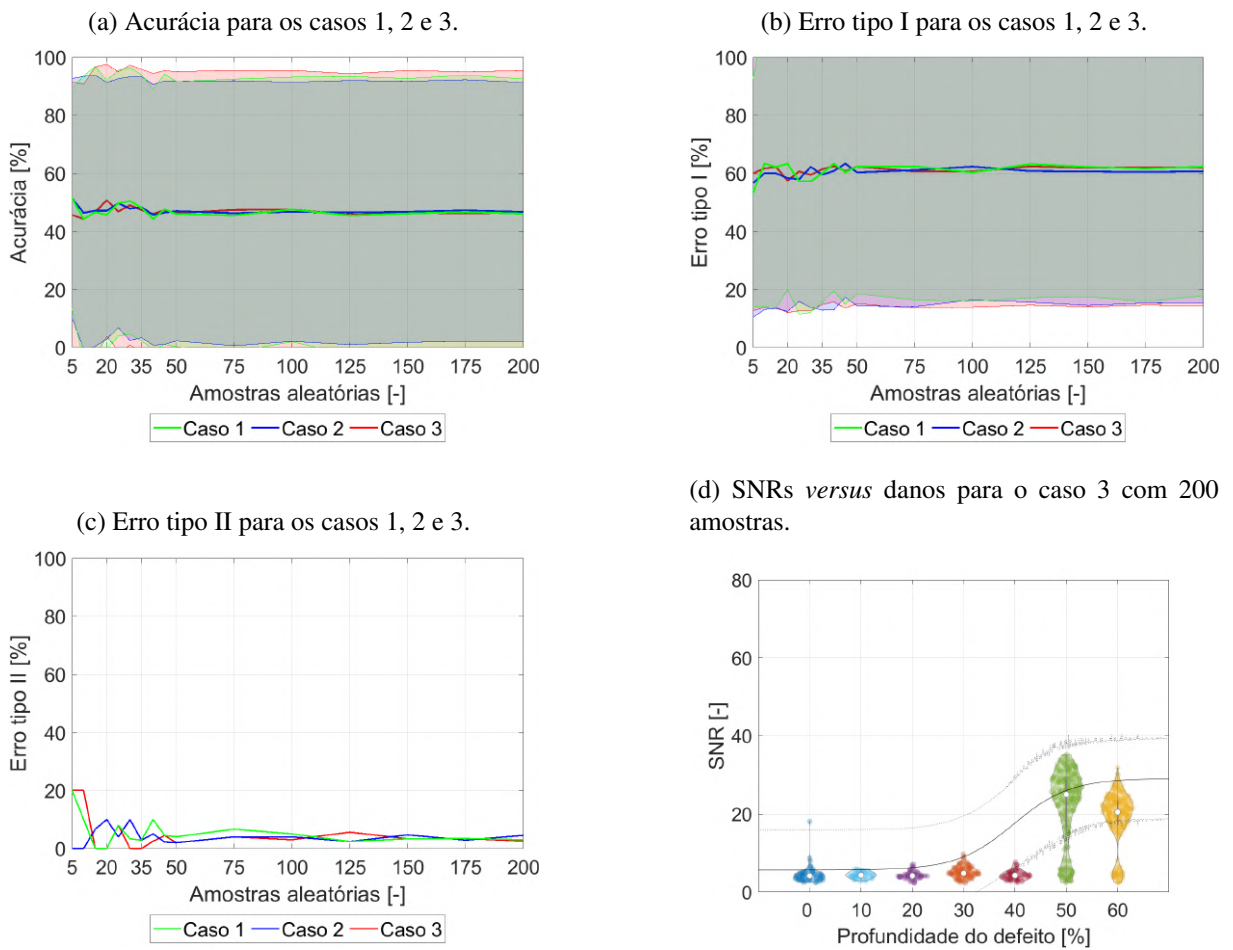 (a) Acurácia para os casos 1, 2 e 3.
100
80
60
40
20
0
Acurácia [%]
5 20 35 50 75 100 125 150 175 200
Amostras aleatórias [-]
Caso 1 Caso 2 Caso 3
(b) Erro tipo I para os casos 1, 2 e 3.
100
80
60
40
20
0
Erro tipo I [%]
5 20 35 50 75 100 125 150 175 200
Amostras aleatórias [-]
Caso 1 Caso 2 Caso 3
(c) Erro tipo II para os casos 1, 2 e 3.
100
80
60
40
20
0
Erro tipo II [%]
5 20 35 50 75 100 125 150 175 200
Amostras aleatórias [-]
Caso 1 Caso 2 Caso 3
(d) SNRs versus danos para o caso 3 com 200
amostras.
80
60
40
20
0
SNR [-]
0 10 20 30 40 50 60
Profundidade do defeito [%]